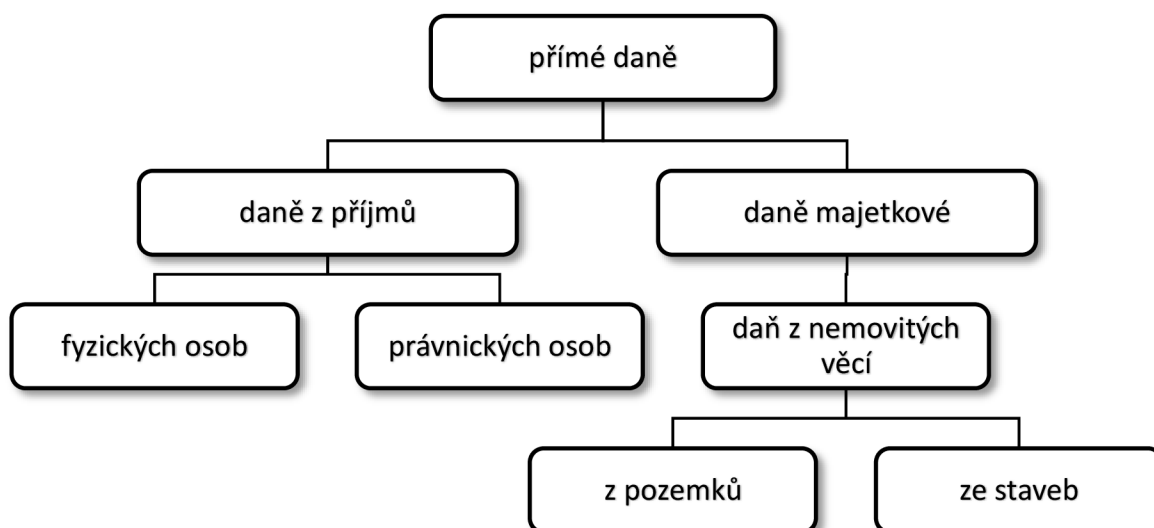 přímé daně
daně z příjmů
daně majetkové
fyzických osob
právnických osob
daň z nemovitých
věcí
z pozemků
ze staveb